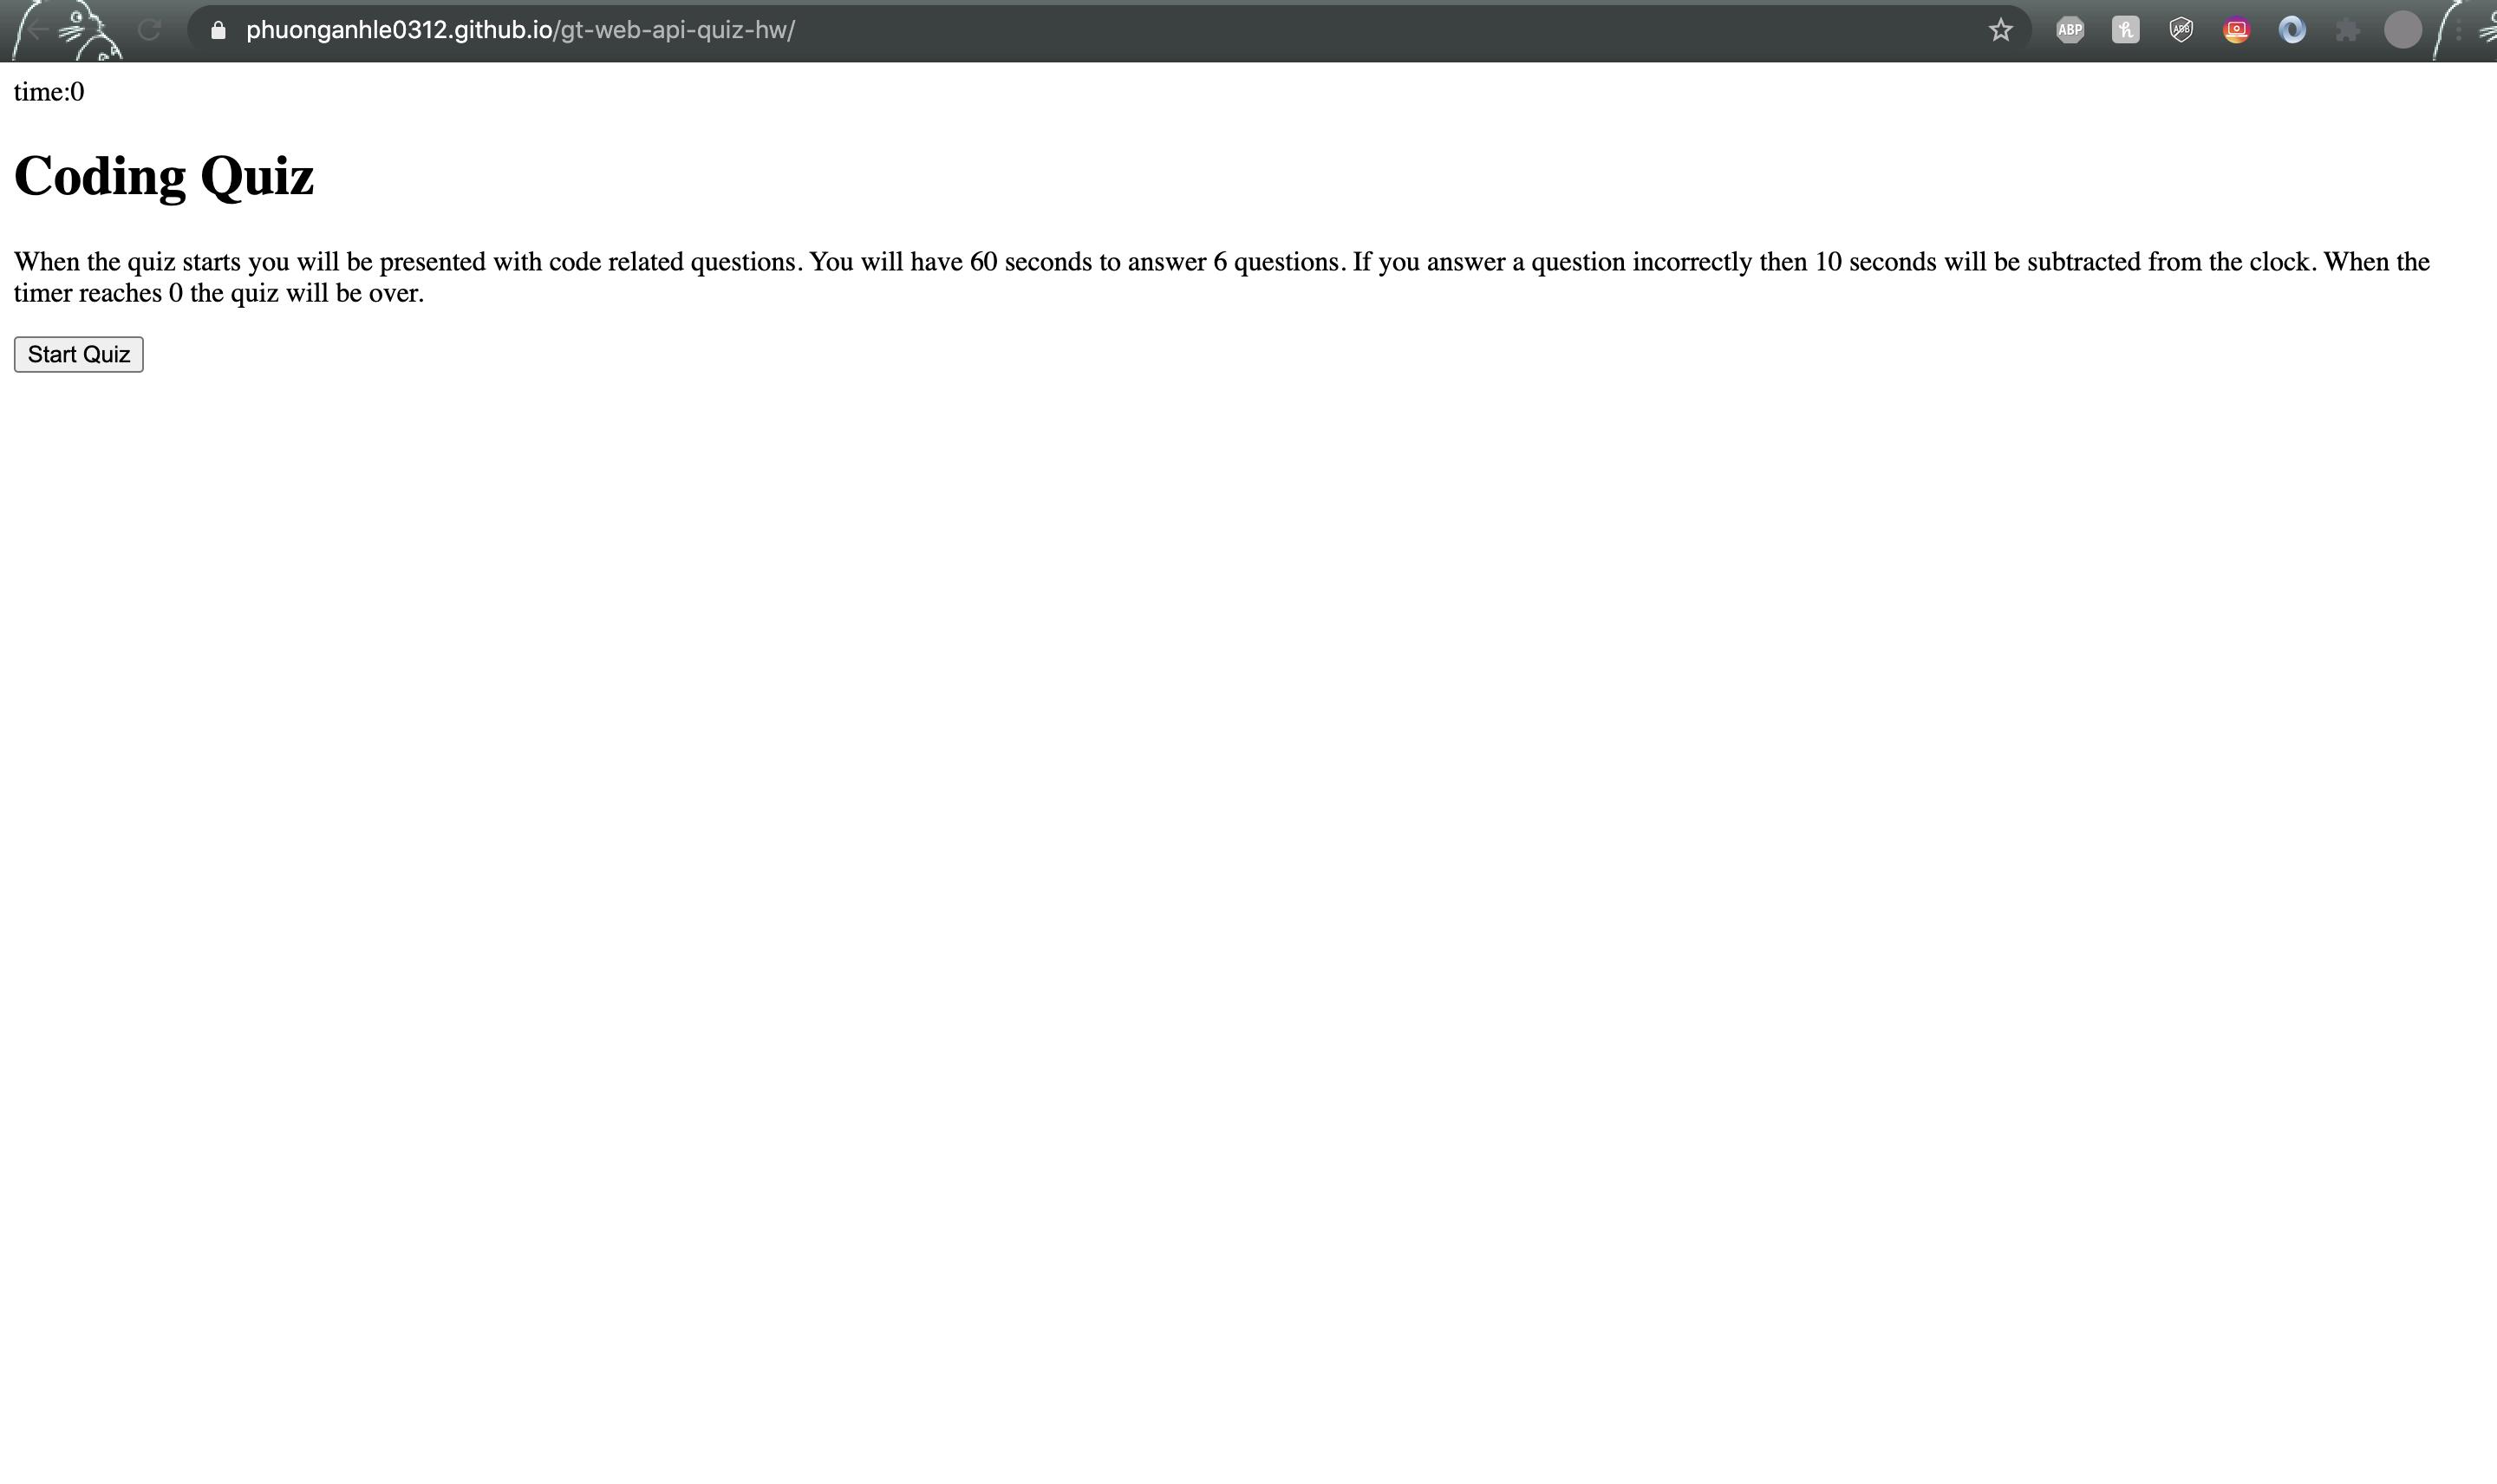 phuonganhle0312.github.io/gt-web-api-quiz-hw/
ABP
ADB
time:0
Coding Quiz
When the quiz starts you will be presented with code related questions. You will have 60 seconds to answer 6 questions. If you answer a question incorrectly then 10 seconds will be subtracted from the clock. When the
timer reaches 0 the quiz will be over.
Start Quiz